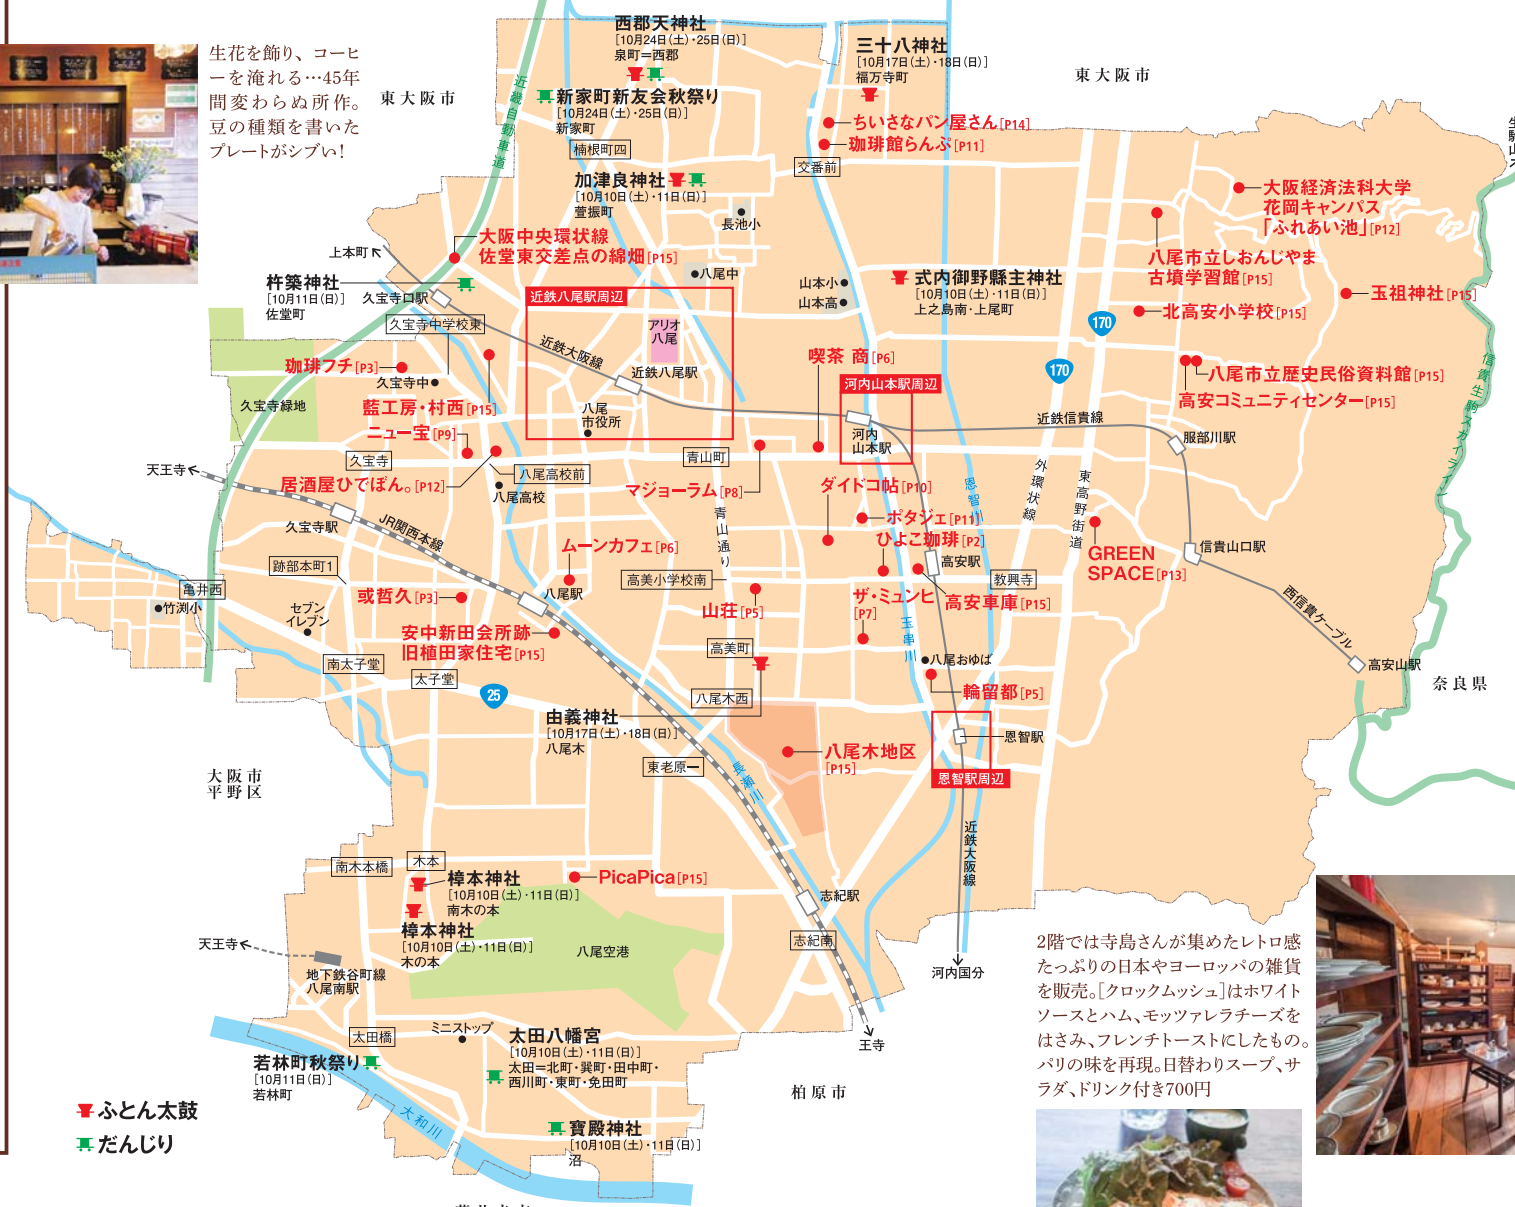 生花を飾り、コーヒ
ーを淹れる…45年
間変わらぬ所作。
豆の種類を書いた
プレートがシブい!
東大阪市
西郡天神社
[10月24日(土)・25日(日)]
泉町=西郡
新家町新友会秋祭り
[10月24日(土)・25日(日)]
新家町
楠根町四
近畿自動車道
三十八神社
[10月17日(土)・18日(日)]
福万寺町
東大阪市
ちいさなパン屋さん[P14]
珈琲館らんぷ[P11]
交番前
加津良神社
[10月10日(土)・11日(日)]
萱振町
長池小
大阪経済法科大学
花岡キャンパス
「ふれあい池」[P12]
八尾市立しおんじやま
古墳学習館[P15]
玉祖神社[P15]
北高安小学校[P15]
上本町
大阪中央環状線
佐堂東交差点の綿畑[P15]
八尾中
山本小
山本高
式内御野縣主神社
[10月10日(土)・11日(日)]
上之島南・上尾町
杵築神社
[10月11日(日)]
佐堂町
久宝寺口駅
久宝寺中学校東
近鉄八尾駅周辺
アリオ
八尾
近鉄大阪線
近鉄八尾駅
八尾
市役所
170
170
喫茶 商[P6]
河内山本駅周辺
河内
山本駅
近鉄信貴線
服部川駅
八尾市立歴史民俗資料館[P15]
高安コミュニティセンター[P15]
信貴生駒スカイライン
珈琲フチ[P3]
久宝寺中
久宝寺緑地
藍工房・村西[P15]
ニュー宝[P9]
久宝寺
天王寺
居酒屋ひでぼん。[P12]
八尾高校前
八尾高校
青山町
マジョーラム[P8]
青山通り
ダイドコ帖[P10]
恩智川
外環状線
東高野街道
ポタジェ[P11]
ひよこ珈琲[P2]
高安駅
GREEN
SPACE[P13]
信貴山口駅
久宝寺駅
JR関西本線
ムーンカフェ[P6]
八尾駅
高美小学校南
教興寺
高安車庫[P15]
ザ・ミュンヒ
[P7]
山荘[P5]
玉串川
西信貴ケーブル
高安山駅
奈良県
跡部本町1
亀井西
竹渕小
セブン
イレブン
或哲久[P3]
安中新田会所跡
旧植田家住宅[P15]
南太子堂
太子堂
25
高美町
八尾木西
八尾おゆば
輪留都[P5]
由義神社
[10月17日(土)・18日(日)]
八尾木
東老原一
長瀬川
八尾木地区
[P15]
恩智駅
恩智駅周辺
大阪市
平野区
近鉄大阪線
南木本橋
木本
樟本神社
[10月10日(土)・11日(日)]
南木の本
樟本神社
[10月10日(土)・11日(日)]
木の本
PicaPica[P15]
八尾空港
志紀駅
志紀南
河内国分
天王寺
地下鉄谷町線
八尾南駅
太田橋
ミニストップ
太田八幡宮
[10月10日(土)・11日(日)]
太田=北町・巽町・田中町・
西川町・東町・免田町
王寺
柏原市
若林町秋祭り
[10月11日(日)]
若林町
大和川
寶殿神社
[10月10日(土)・11日(日)]
沼
ふとん太鼓
だんじり
2階では寺島さんが集めたレトロ感
たっぷりの日本やヨーロッパの雑貨
を販売。[クロックムッシュ]はホワイト
ソースとハム、モッツァレラチーズを
はさみ、フレンチトーストにしたもの。
パリの味を再現。日替わりスープ、サ
ラダ、ドリンク付き700円